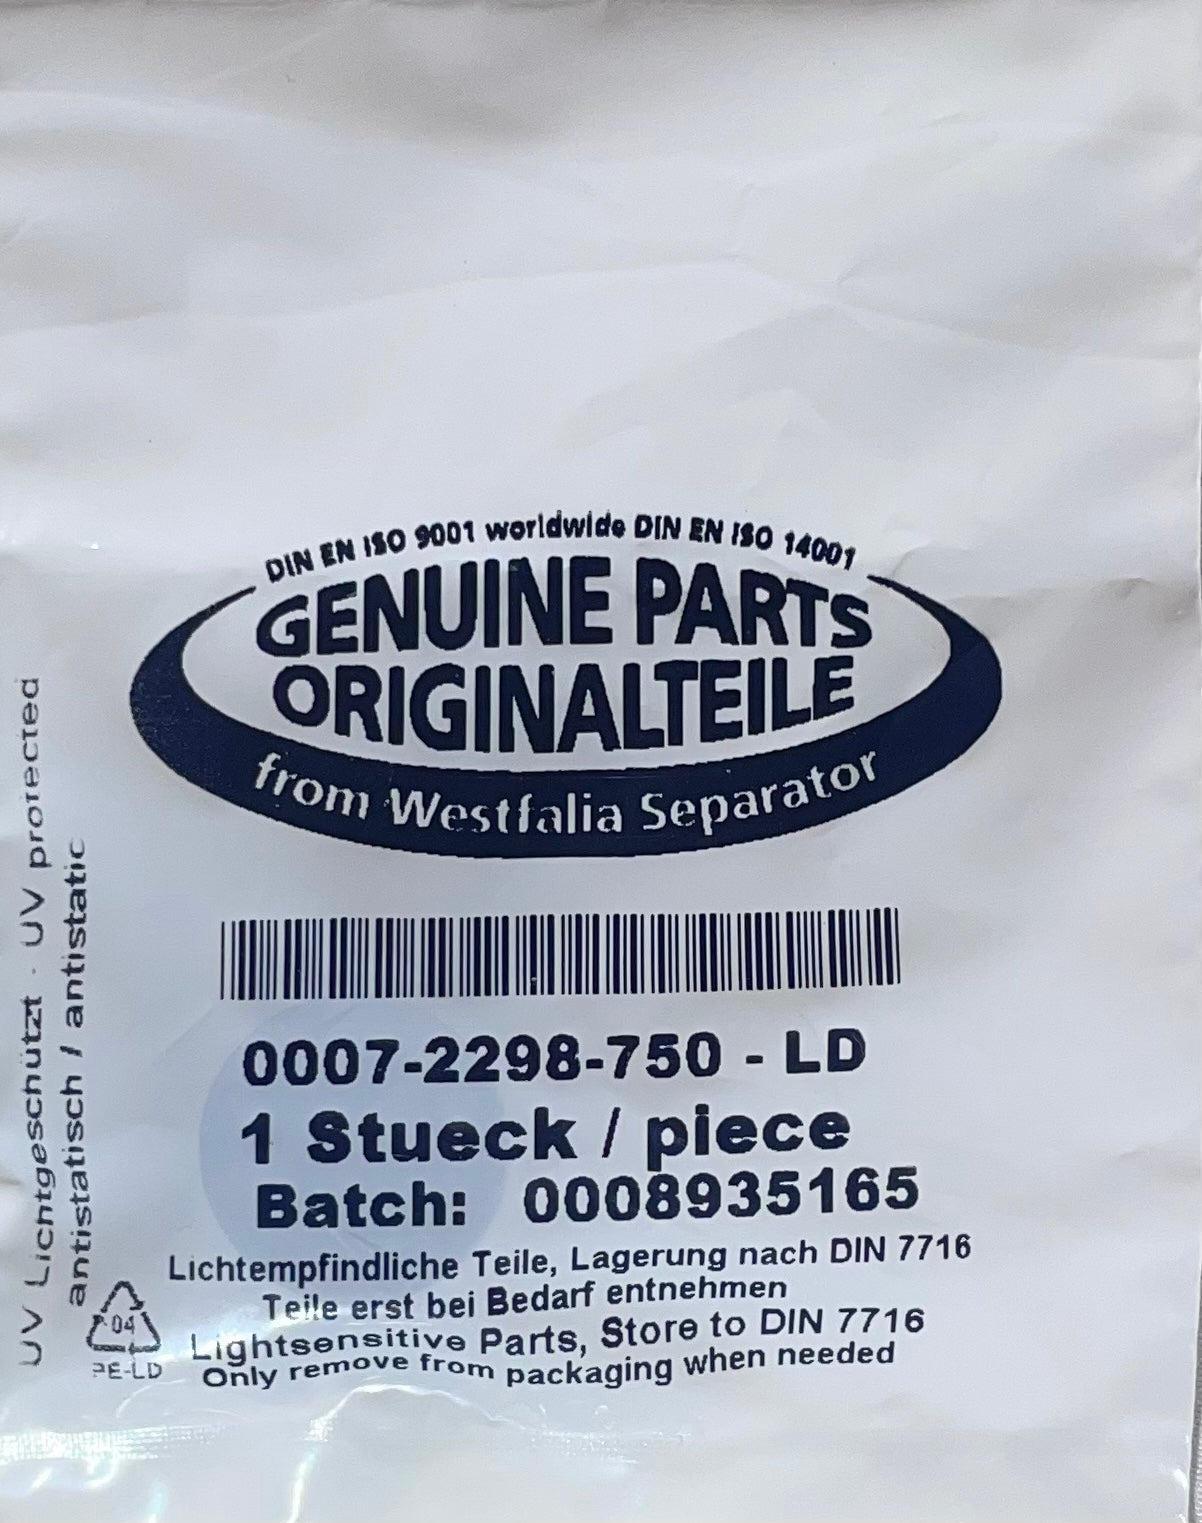 DIN EN ISO 9001 worldwide DIN EN ISO 14001
GENUINE PARTS
ORIGINALTEILE
from Westfalia Separator
0007-2298-750 - LD
1 Stueck / piece
Batch: 0008935165
Lichtempfindliche Teile, Lagerung nach DIN 7716
Teile erst bei Bedarf entnehmen
Lightsensitive Parts, Store to DIN 7716
Only remove from packaging when needed
UV Lichtgeschützt · UV protected
antistatisch / antistatic
04
PE-LD